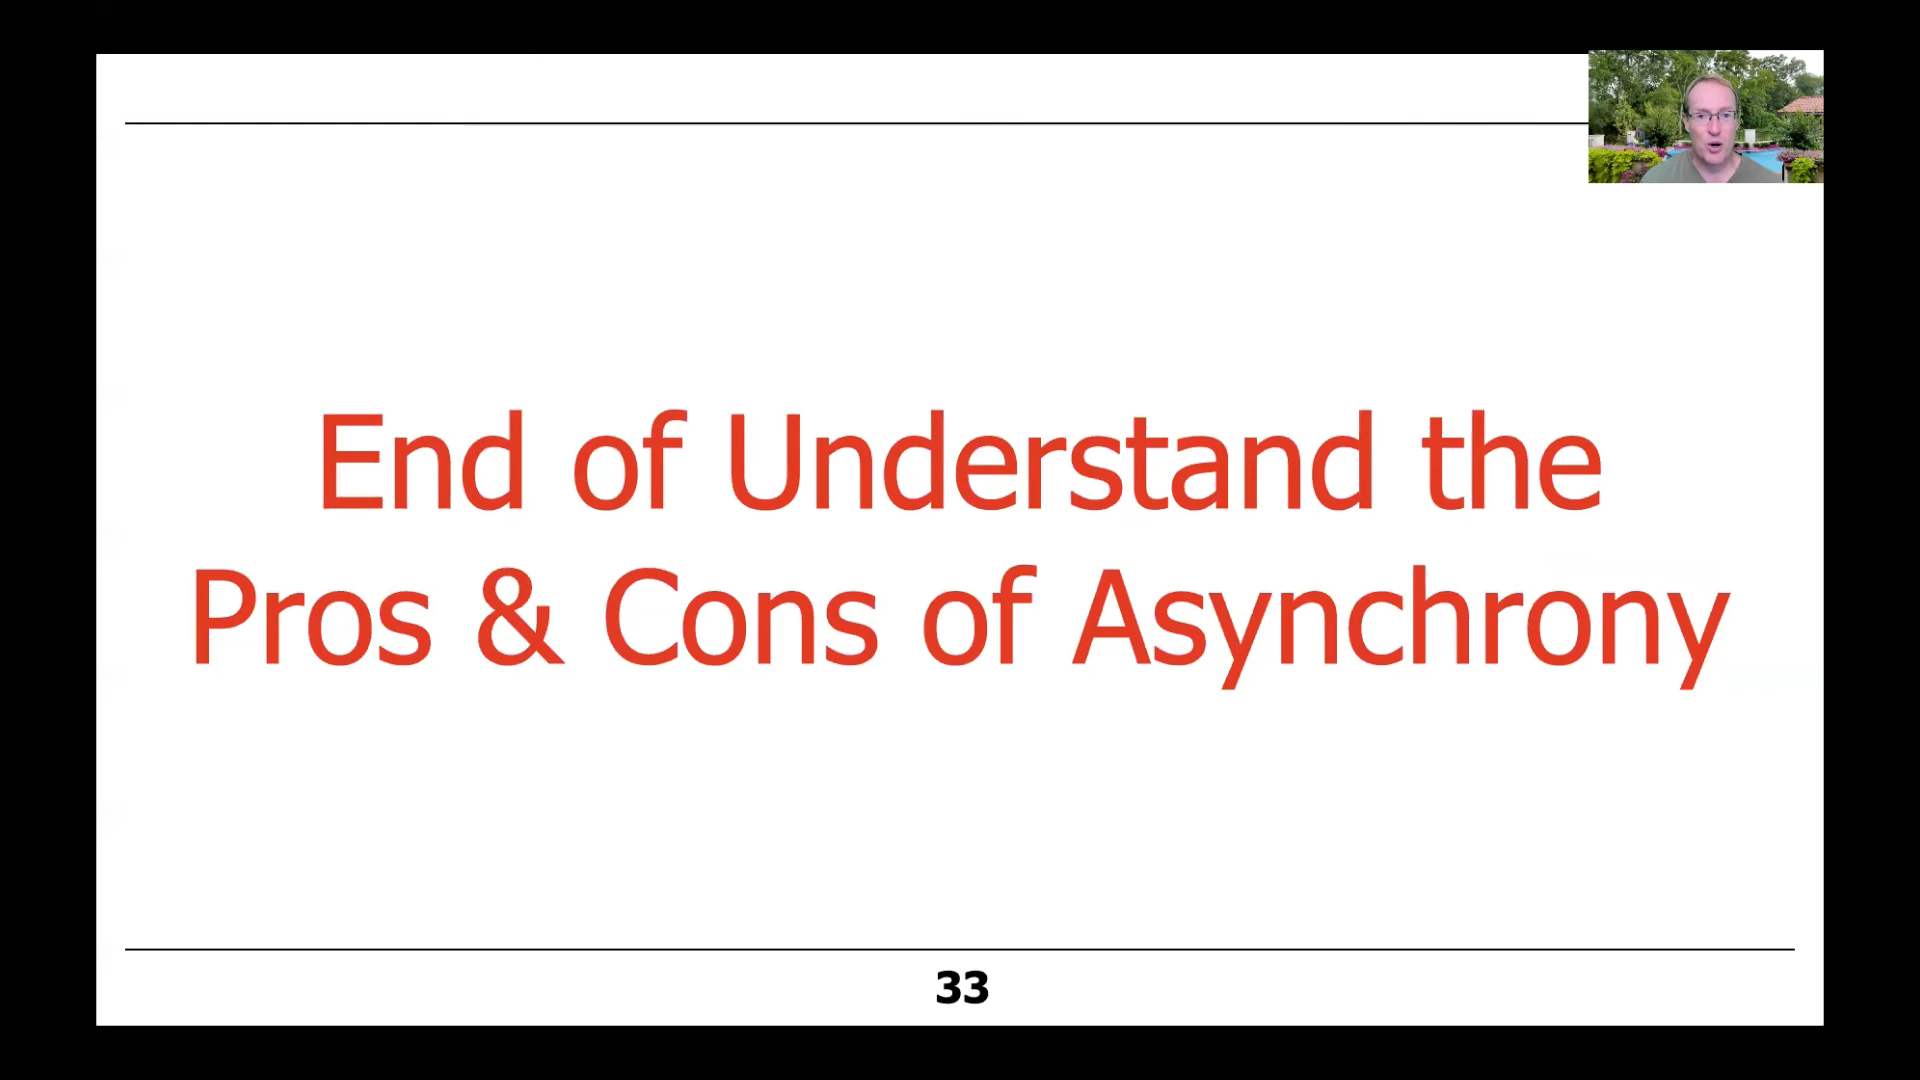 End of Understand the
Pros & Cons of Asynchrony
33